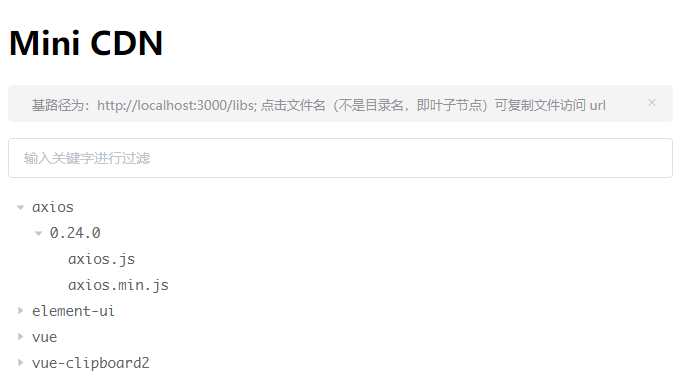 Mini CDN
基路径为：http://localhost:3000/libs; 点击文件名（不是目录名，即叶子节点）可复制文件访问 url
输入关键字进行过滤
axios
0.24.0
axios.js
axios.min.js
element-ui
vue
vue-clipboard2